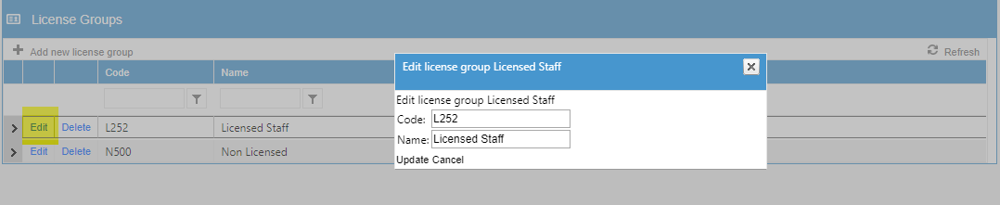 License Groups
Add new license group
Refresh
Code Name
Edit Delete L252 Licensed Staff
Edit Delete N500 Non Licensed
Edit license group Licensed Staff
Edit license group Licensed Staff
Code: L252
Name: Licensed Staff
Update Cancel